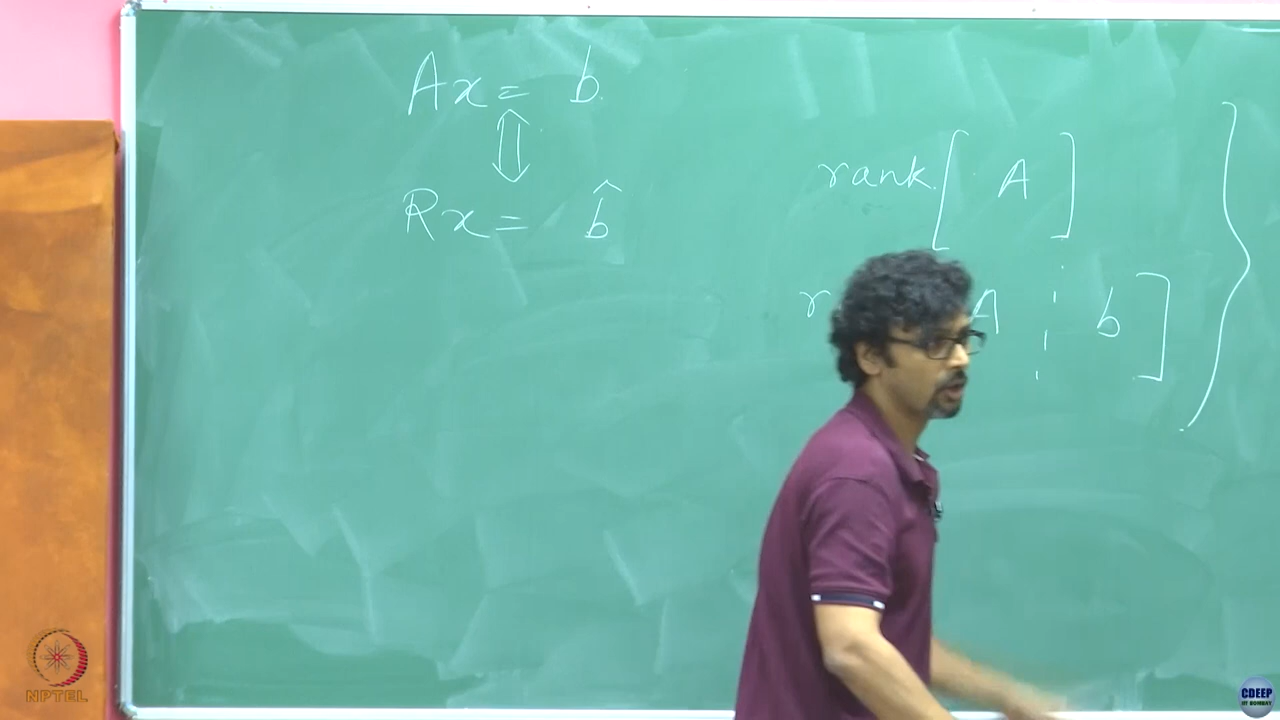 Ax = b
⇕
Rx = b̂
rank [ A ]
r A ⋮ b ] }
NPTEL
CDEEP
IIT BOMBAY